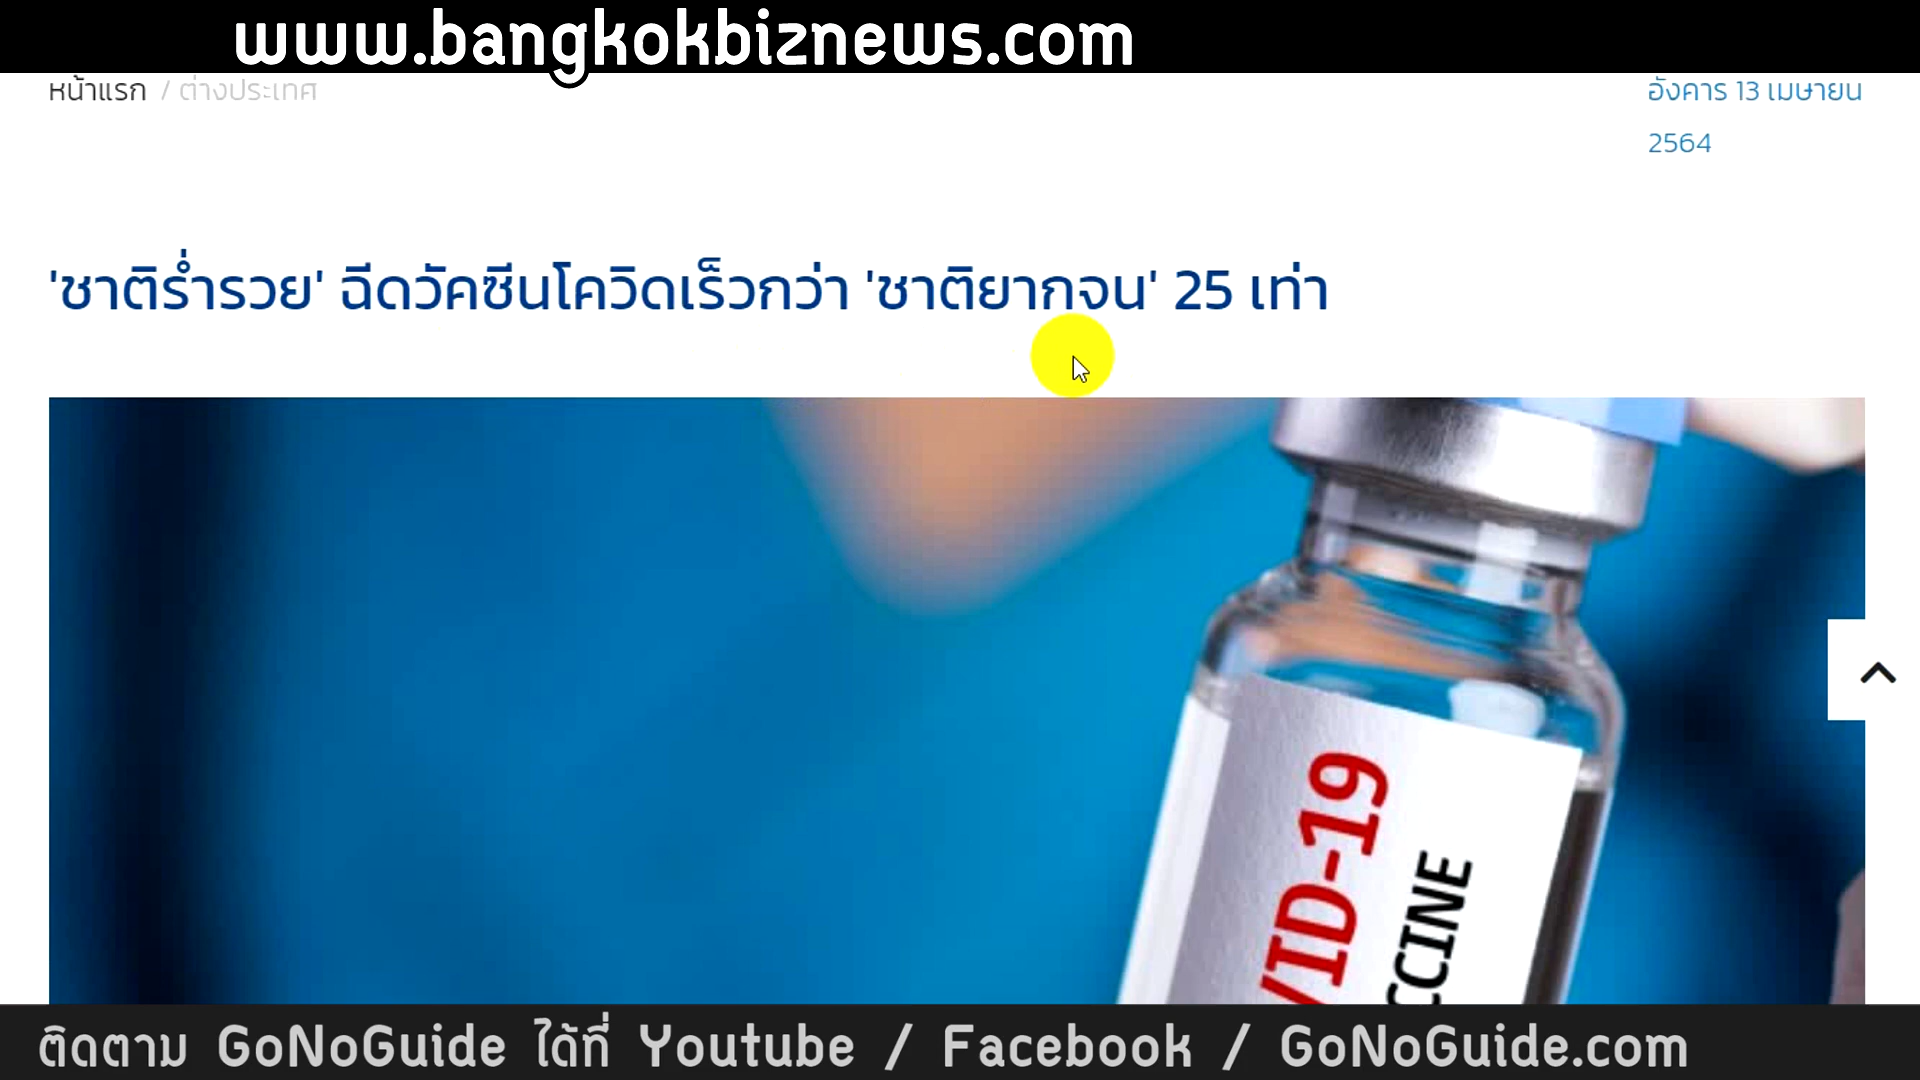 www.bangkokbiznews.com
หน้าแรก / ต่างประเทศ
อังคาร 13 เมษายน
2564
'ชาติร่ำรวย' ฉีดวัคซีนโควิดเร็วกว่า 'ชาติยากจน' 25 เท่า
VID-19
CCINE
ติดตาม GoNoGuide ได้ที่ Youtube / Facebook / GoNoGuide.com